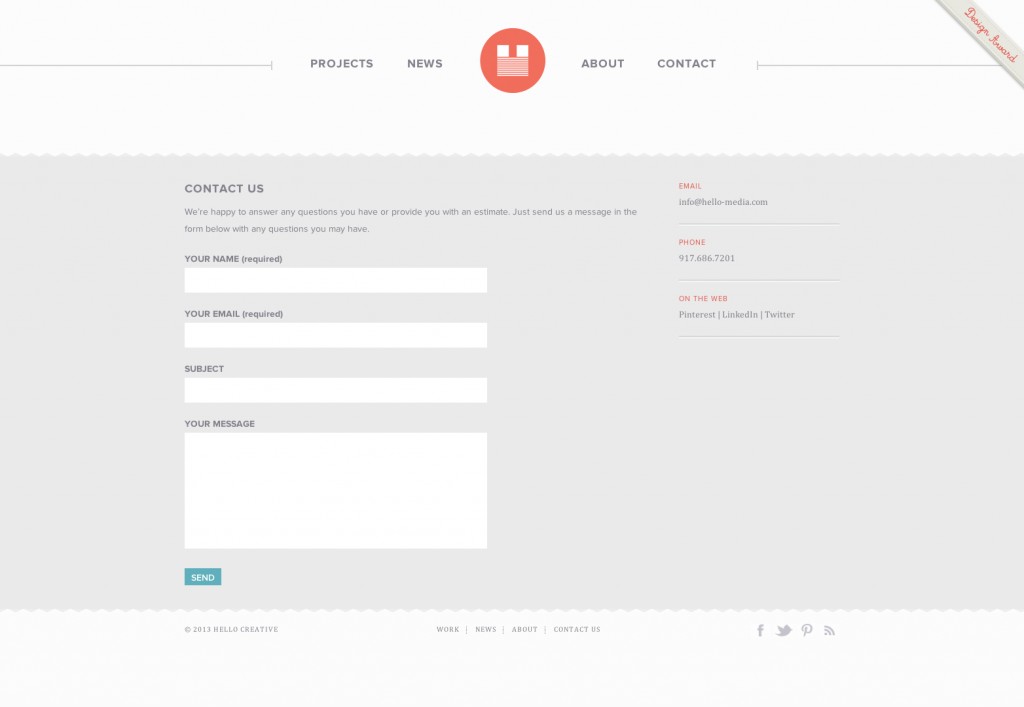 PROJECTS NEWS ABOUT CONTACT
Design Award
CONTACT US
We're happy to answer any questions you have or provide you with an estimate. Just send us a message in the
form below with any questions you may have.
YOUR NAME (required)
YOUR EMAIL (required)
SUBJECT
YOUR MESSAGE
SEND
EMAIL
info@hello-media.com
PHONE
917.686.7201
ON THE WEB
Pinterest | LinkedIn | Twitter
© 2013 HELLO CREATIVE
WORK | NEWS | ABOUT | CONTACT US